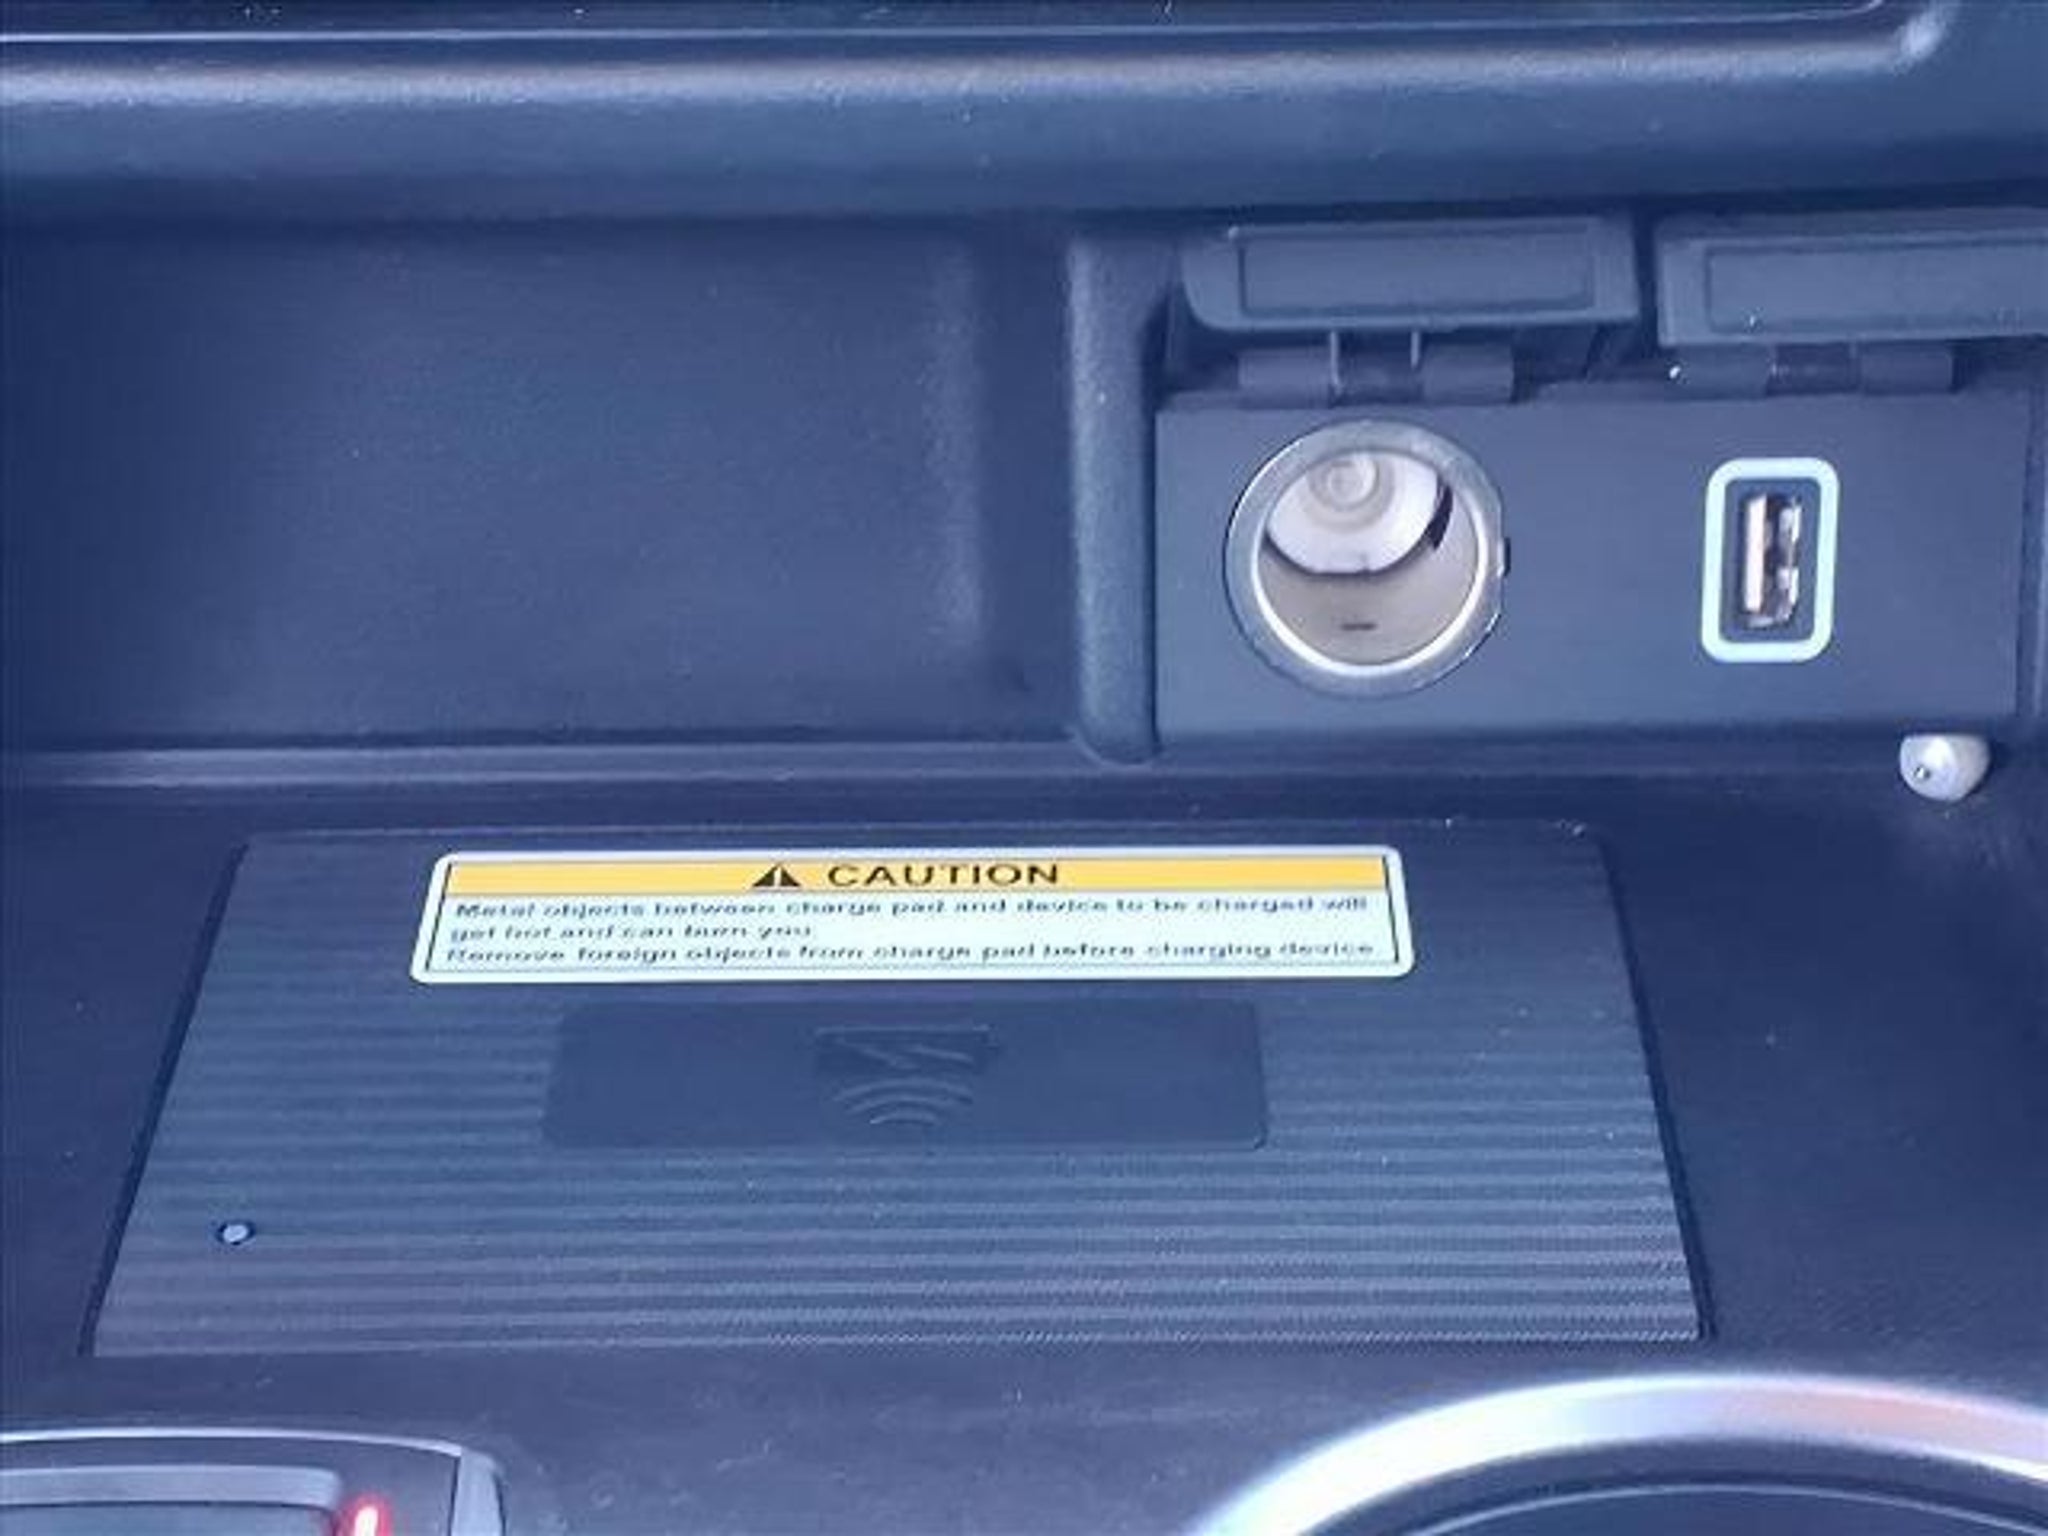 CAUTION
Metal objects between charge pad and device to be charged will
get hot and can burn you
Remove foreign objects from charge pad before charging device